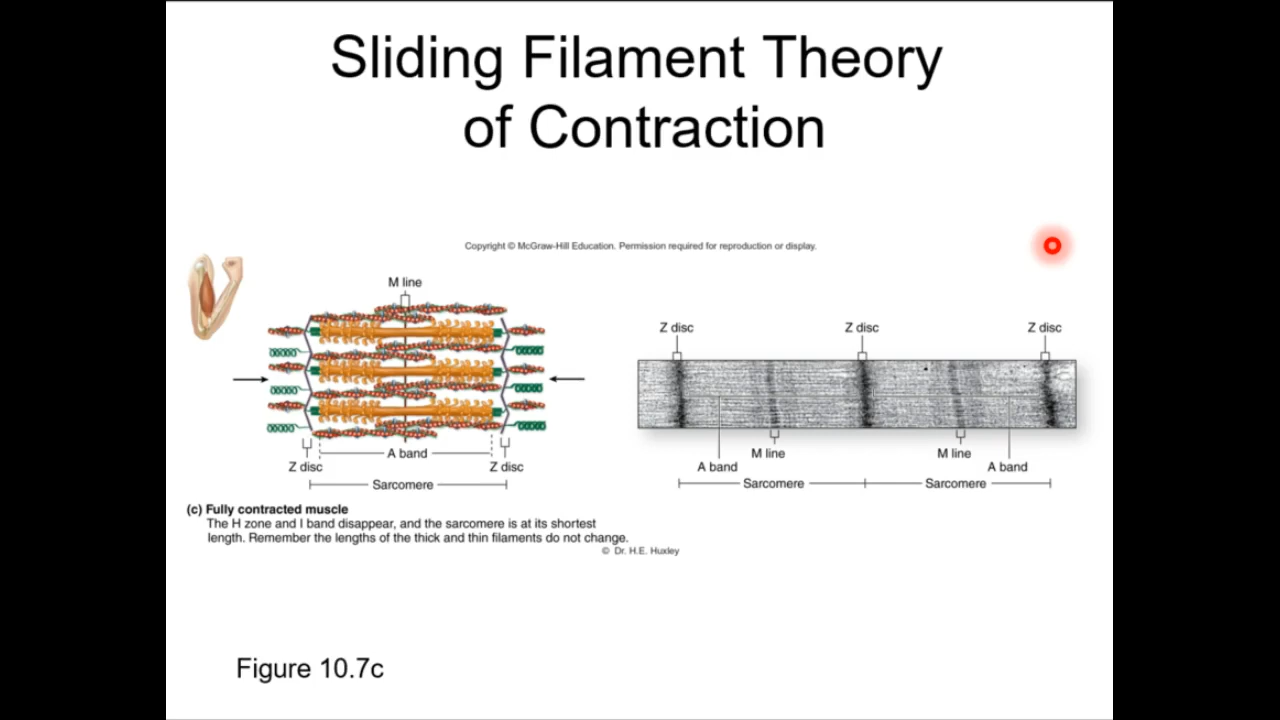 Sliding Filament Theory
of Contraction
Copyright © McGraw-Hill Education. Permission required for reproduction or display.
M line
Z disc
A band
Z disc
Sarcomere
Z disc
Z disc
Z disc
M line
M line
A band
A band
Sarcomere
Sarcomere
(c) Fully contracted muscle
The H zone and I band disappear, and the sarcomere is at its shortest
length. Remember the lengths of the thick and thin filaments do not change.
© Dr. H.E. Huxley
Figure 10.7c